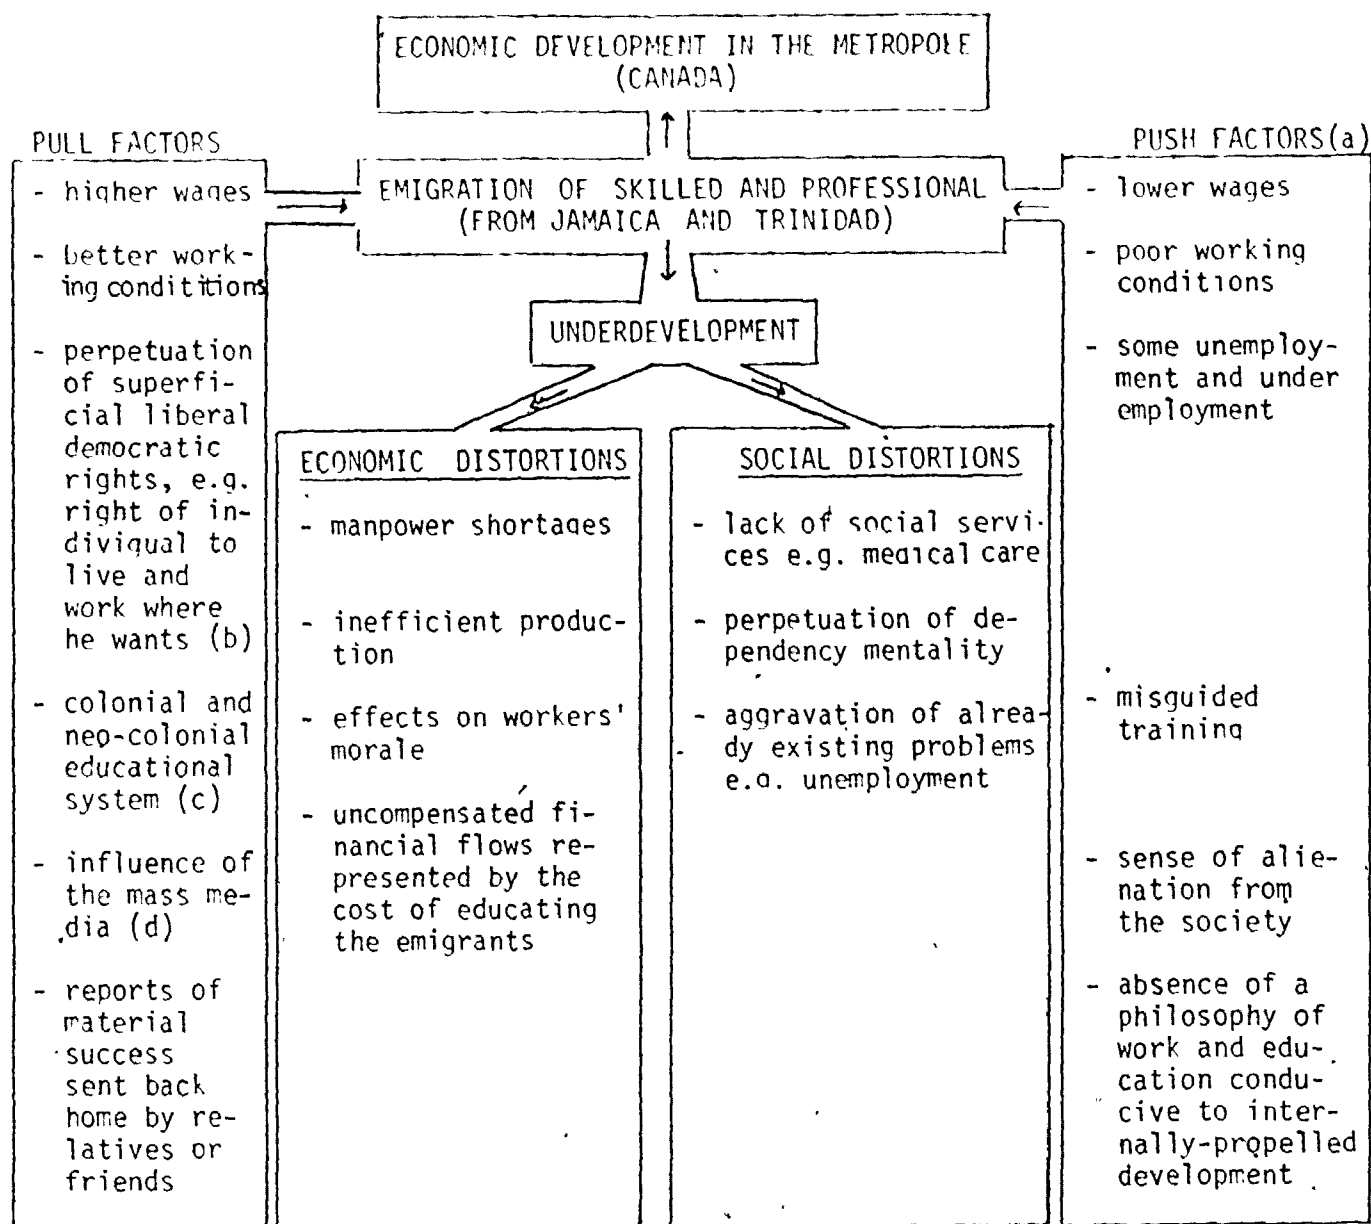 ECONOMIC DEVELOPMENT IN THE METROPOLE
(CANADA)
PULL FACTORS
- higher wages
- better work-
ing condititions
- perpetuation
of superfi-
cial liberal
democratic
rights, e.g.
right of in-
diviqual to
live and
work where
he wants (b)
- colonial and
neo-colonial
educational
system (c)
- influence of
the mass me-
dia (d)
- reports of
material
success
sent back
home by re-
latives or
friends
EMIGRATION OF SKILLED AND PROFESSIONAL
(FROM JAMAICA AND TRINIDAD)
UNDERDEVELOPMENT
ECONOMIC DISTORTIONS
- manpower shortages
- inefficient produc-
tion
- effects on workers'
morale
- uncompensated fi-
nancial flows re-
presented by the
cost of educating
the emigrants
SOCIAL DISTORTIONS
- lack of social servi-
ces e.g. medical care
- perpetuation of de-
pendency mentality
- aggravation of alrea-
dy existing problems
e.g. unemployment
PUSH FACTORS(a)
- lower wages
- poor working
conditions
- some unemploy-
ment and under
employment
- misguided
training
- sense of alie-
nation from
the society
- absence of a
philosophy of
work and edu-
cation condu-
cive to inter-
nally-propelled
development